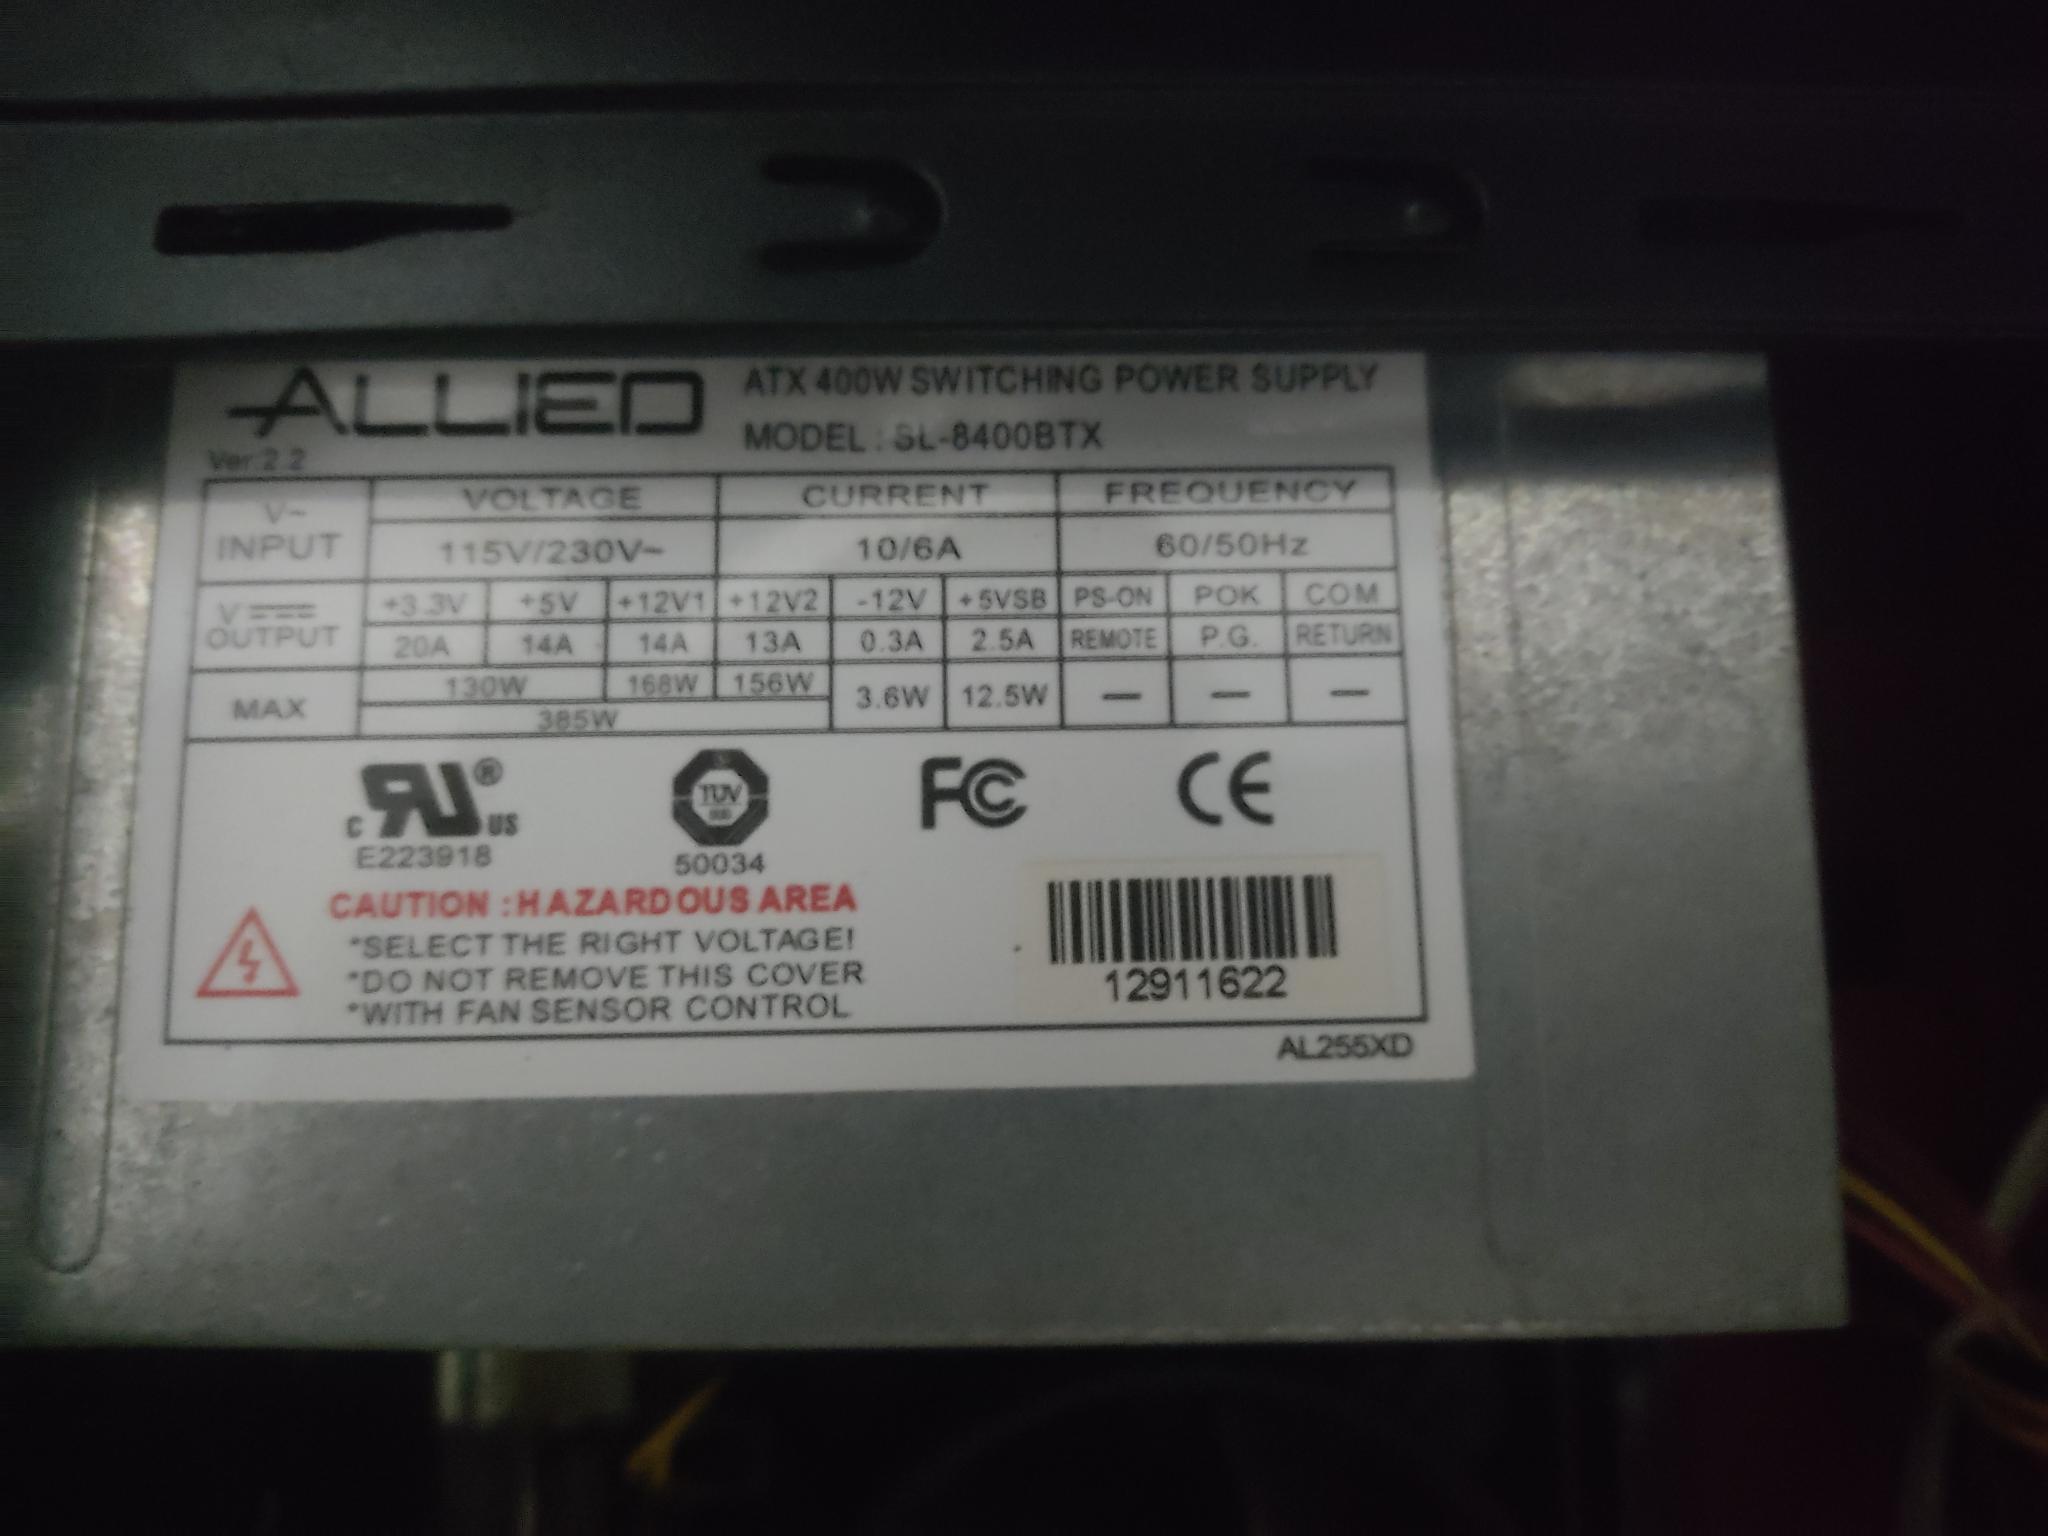 ALLIED
ATX 400W SWITCHING POWER SUPPLY
MODEL : SL-8400BTX
Ver:2.2
V~ INPUT VOLTAGE CURRENT FREQUENCY
115V/230V~ 10/6A 60/50Hz
V OUTPUT +3.3V +5V +12V1 +12V2 -12V +5VSB PS-ON POK COM
20A 14A 14A 13A 0.3A 2.5A REMOTE P.G. RETURN
MAX 130W 168W 156W 3.6W 12.5W — — —
385W
C RU ® US
E223918
TUV
50034
FC
CE
CAUTION :HAZARDOUS AREA
*SELECT THE RIGHT VOLTAGE!
*DO NOT REMOVE THIS COVER
*WITH FAN SENSOR CONTROL
12911622
AL255XD